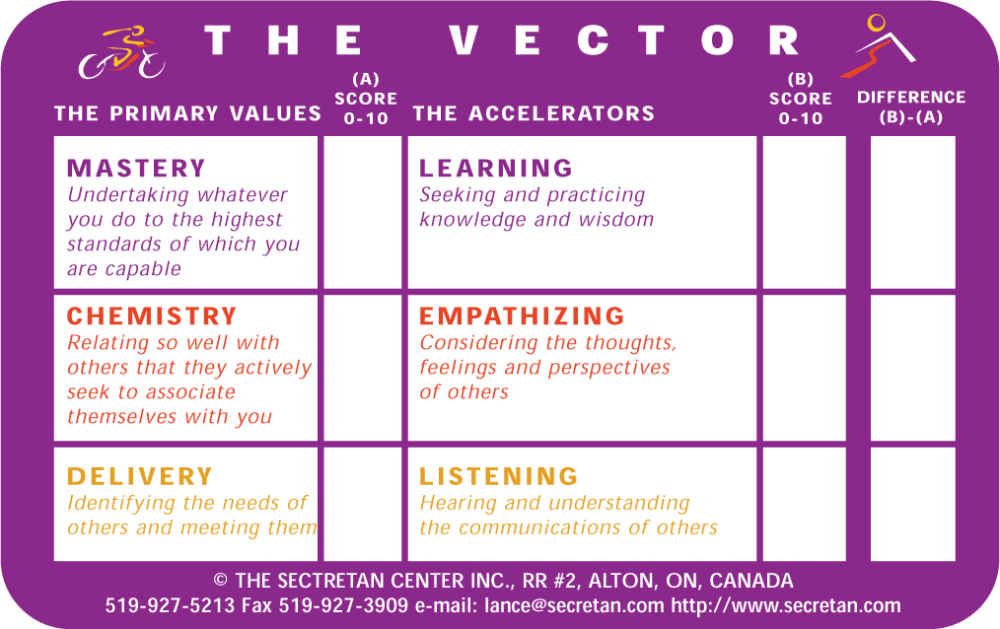 THE VECTOR
THE PRIMARY VALUES
(A)
SCORE
0-10
THE ACCELERATORS
(B)
SCORE
0-10
DIFFERENCE
(B)-(A)
MASTERY
Undertaking whatever
you do to the highest
standards of which you
are capable
LEARNING
Seeking and practicing
knowledge and wisdom
CHEMISTRY
Relating so well with
others that they actively
seek to associate
themselves with you
EMPATHIZING
Considering the thoughts,
feelings and perspectives
of others
DELIVERY
Identifying the needs of
others and meeting them
LISTENING
Hearing and understanding
the communications of others
© THE SECTRETAN CENTER INC., RR #2, ALTON, ON, CANADA
519-927-5213 Fax 519-927-3909 e-mail: lance@secretan.com http://www.secretan.com